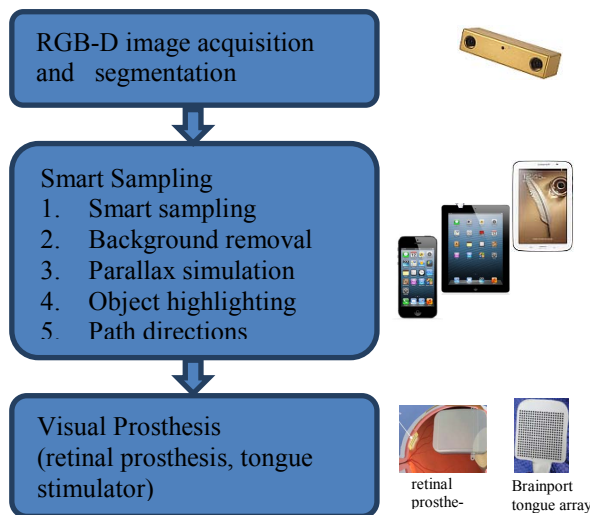 RGB-D image acquisition
and segmentation
Smart Sampling
1. Smart sampling
2. Background removal
3. Parallax simulation
4. Object highlighting
5. Path directions
Visual Prosthesis
(retinal prosthesis, tongue
stimulator)
retinal
prosthe-
Brainport
tongue array